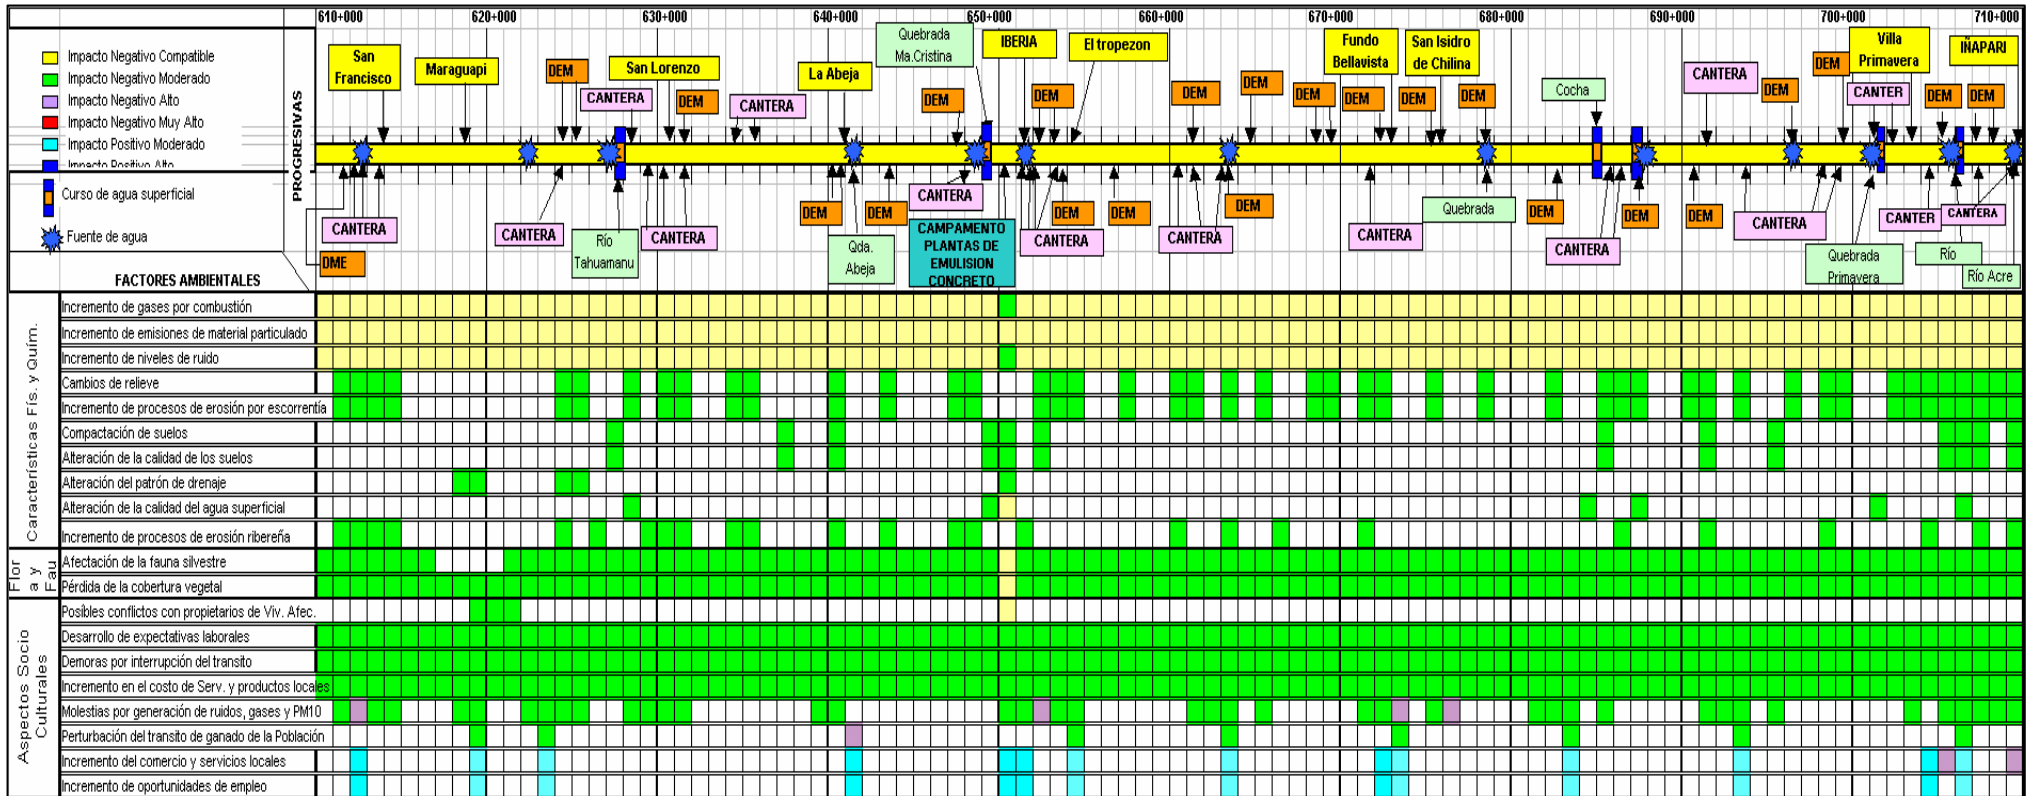 610+000 620+000 630+000 640+000 650+000 660+000 670+000 680+000 690+000 700+000 710+000
Impacto Negativo Compatible
Impacto Negativo Moderado
Impacto Negativo Alto
Impacto Negativo Muy Alto
Impacto Positivo Moderado
Impacto Positivo Alto
Curso de agua superficial
Fuente de agua
PROGRESIVAS
FACTORES AMBIENTALES
San
Francisco
Maraguapi
DEM
San Lorenzo
CANTERA
DEM
CANTERA
La Abeja
Quebrada
Ma.Cristina
DEM
IBERIA
DEM
El tropezon
DEM
DEM
Fundo
Bellavista
DEM
DEM
San Isidro
de Chilina
DEM
DEM
Cocha
CANTERA
DEM
DEM
Villa
Primavera
CANTER
DEM
IÑAPARI
DEM
DME
CANTERA
CANTERA
Río
Tahuamanu
CANTERA
DEM
Qda.
Abeja
DEM
CANTERA
CAMPAMENTO
PLANTAS DE
EMULISION
CONCRETO
CANTERA
DEM
DEM
CANTERA
DEM
CANTERA
Quebrada
DEM
CANTERA
DEM
DEM
CANTERA
Quebrada
Primavera
CANTER
CANTERA
Río
Río Acre
Características Fís. y Quím.
Incremento de gases por combustión
Incremento de emisiones de material particulado
Incremento de niveles de ruido
Cambios de relieve
Incremento de procesos de erosión por escorrentía
Compactación de suelos
Alteración de la calidad de los suelos
Alteración del patrón de drenaje
Alteración de la calidad del agua superficial
Incremento de procesos de erosión ribereña
Flor
a y
Fau
Afectación de la fauna silvestre
Pérdida de la cobertura vegetal
Aspectos Socio
Culturales
Posibles conflictos con propietarios de Viv. Afec.
Desarrollo de expectativas laborales
Demoras por interrupción del transito
Incremento en el costo de Serv. y productos locales
Molestias por generación de ruidos, gases y PM10
Perturbación del transito de ganado de la Población
Incremento del comercio y servicios locales
Incremento de oportunidades de empleo